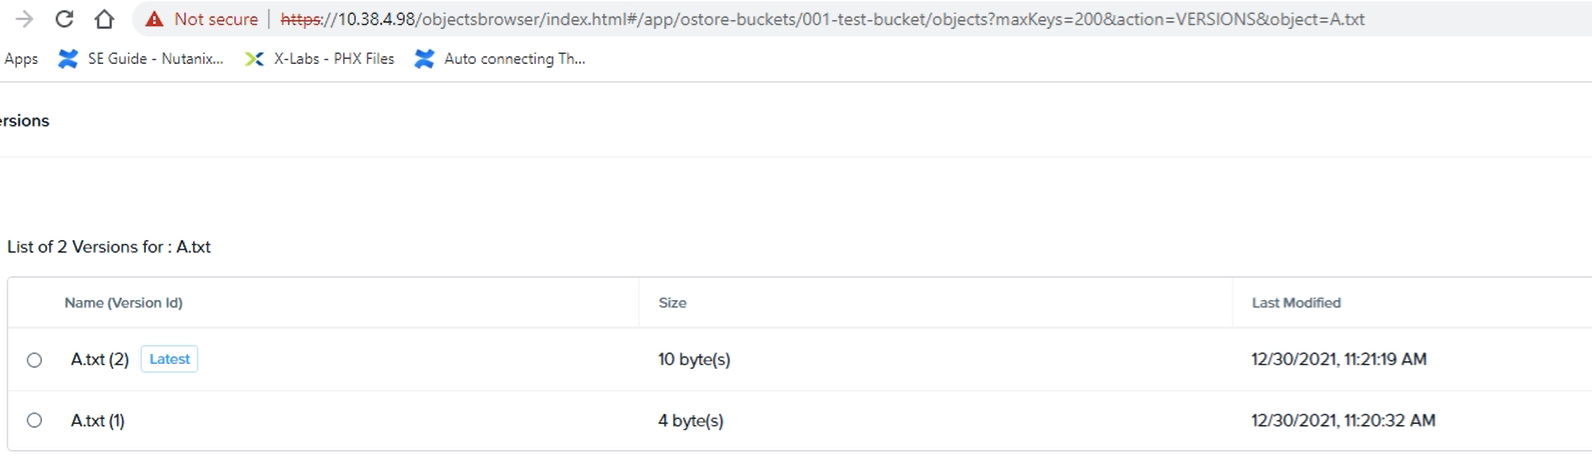 Not secure | https://10.38.4.98/objectsbrowser/index.html#/app/ostore-buckets/001-test-bucket/objects?maxKeys=200&action=VERSIONS&object=A.txt
Apps SE Guide - Nutanix... X-Labs - PHX Files Auto connecting Th...
ersions
List of 2 Versions for : A.txt
Name (Version Id) Size Last Modified
A.txt (2) Latest 10 byte(s) 12/30/2021, 11:21:19 AM
A.txt (1) 4 byte(s) 12/30/2021, 11:20:32 AM